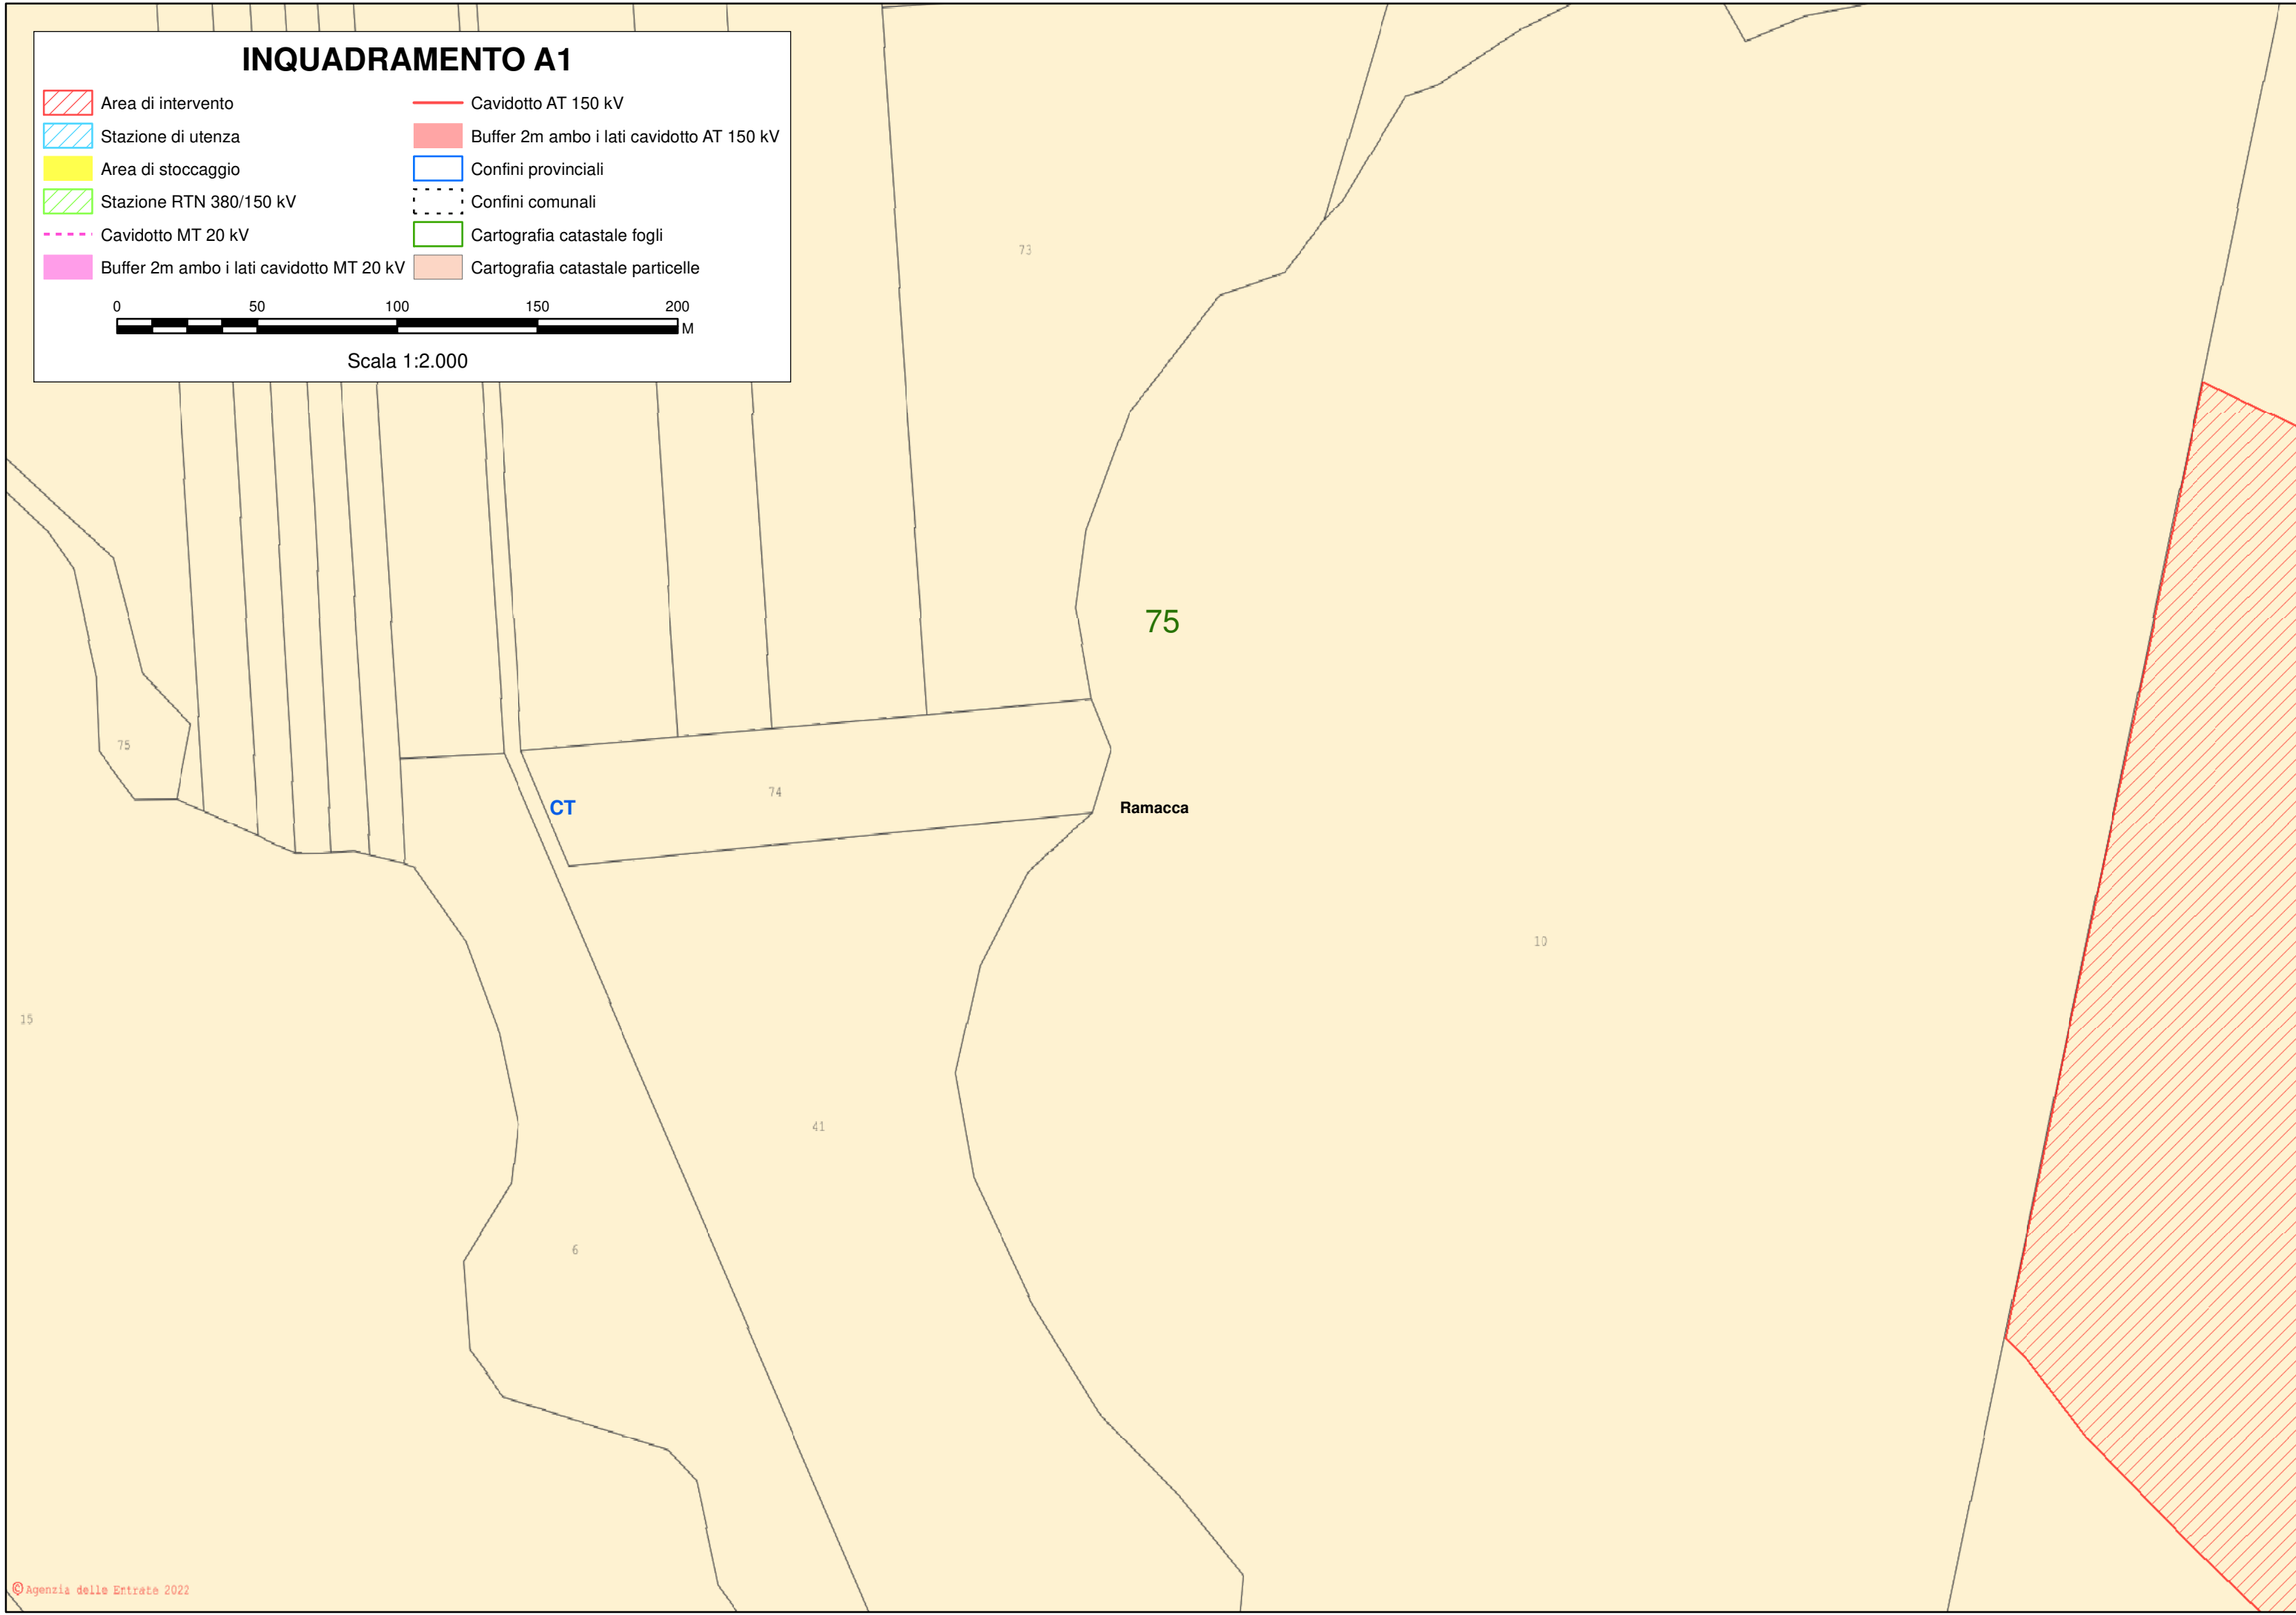 INQUADRAMENTO A1
Area di intervento
Stazione di utenza
Area di stoccaggio
Stazione RTN 380/150 kV
Cavidotto MT 20 kV
Buffer 2m ambo i lati cavidotto MT 20 kV
Cavidotto AT 150 kV
Buffer 2m ambo i lati cavidotto AT 150 kV
Confini provinciali
Confini comunali
Cartografia catastale fogli
Cartografia catastale particelle
0 50 100 150 200
M
Scala 1:2.000
73
75
75
74
CT
Ramacca
10
15
41
6
© Agenzia delle Entrate 2022